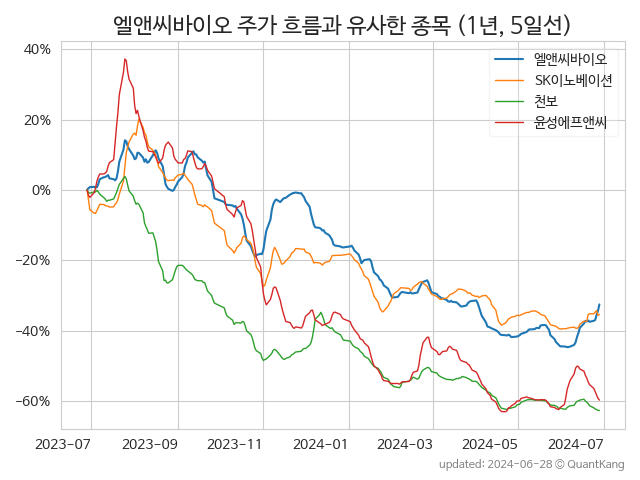 엘앤씨바이오 주가 흐름과 유사한 종목 (1년, 5일선)
40%
20%
0%
−20%
−40%
−60%
엘앤씨바이오
SK이노베이션
천보
윤성에프앤씨
2023-07 2023-09 2023-11 2024-01 2024-03 2024-05 2024-07
updated: 2024-06-28 © QuantKang